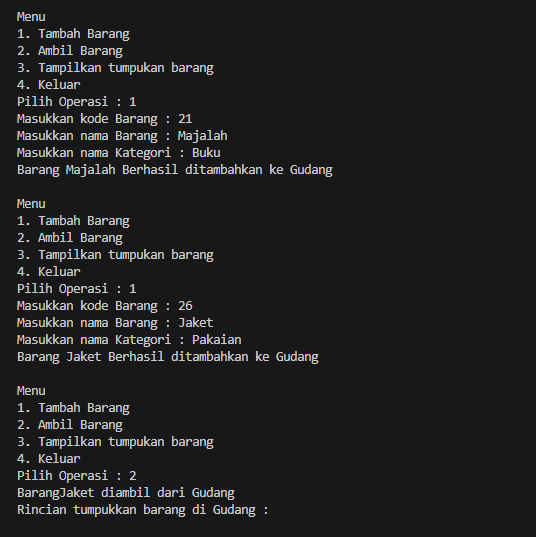 Menu
1. Tambah Barang
2. Ambil Barang
3. Tampilkan tumpukan barang
4. Keluar
Pilih Operasi : 1
Masukkan kode Barang : 21
Masukkan nama Barang : Majalah
Masukkan nama Kategori : Buku
Barang Majalah Berhasil ditambahkan ke Gudang
Menu
1. Tambah Barang
2. Ambil Barang
3. Tampilkan tumpukan barang
4. Keluar
Pilih Operasi : 1
Masukkan kode Barang : 26
Masukkan nama Barang : Jaket
Masukkan nama Kategori : Pakaian
Barang Jaket Berhasil ditambahkan ke Gudang
Menu
1. Tambah Barang
2. Ambil Barang
3. Tampilkan tumpukan barang
4. Keluar
Pilih Operasi : 2
BarangJaket diambil dari Gudang
Rincian tumpukkan barang di Gudang :